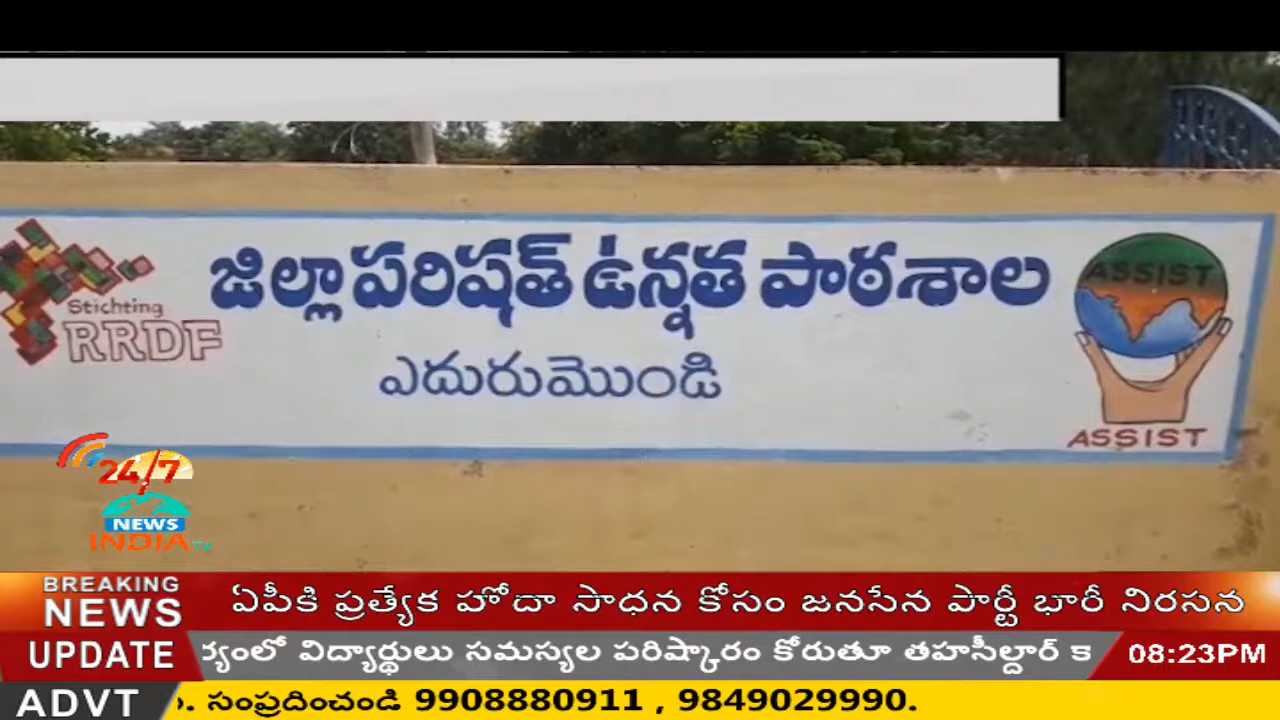 జిల్లా పరిషత్ ఉన్నత పాఠశాల
ఎదురుమొండి
Stichting
RRDF
ASSIST
ASSIST
24/7
NEWS
INDIA TV
BREAKING
NEWS
ఏపీకి ప్రత్యేక హోదా సాధన కోసం జనసేన పార్టీ భారీ నిరసన
UPDATE
విద్యార్థులు సమస్యల పరిష్కారం కోరుతూ తహసీల్దార్ క
08:23PM
ADVT
సంప్రదించండి 9908880911 , 9849029990.